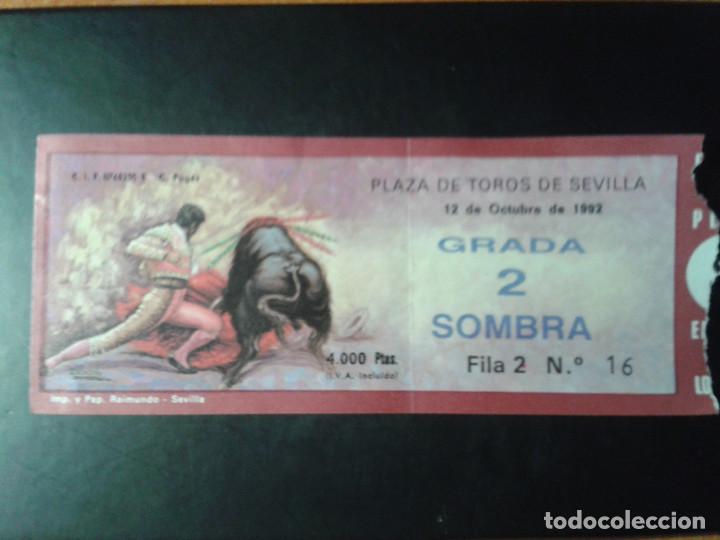 C. Pagés
PLAZA DE TOROS DE SEVILLA
12 de Octubre de 1992
GRADA
2
SOMBRA
4.000 Ptas.
(I.V.A. Incluido)
Fila 2 N.º 16
Imp. y Pap. Raimundo - Sevilla
todocoleccion.net